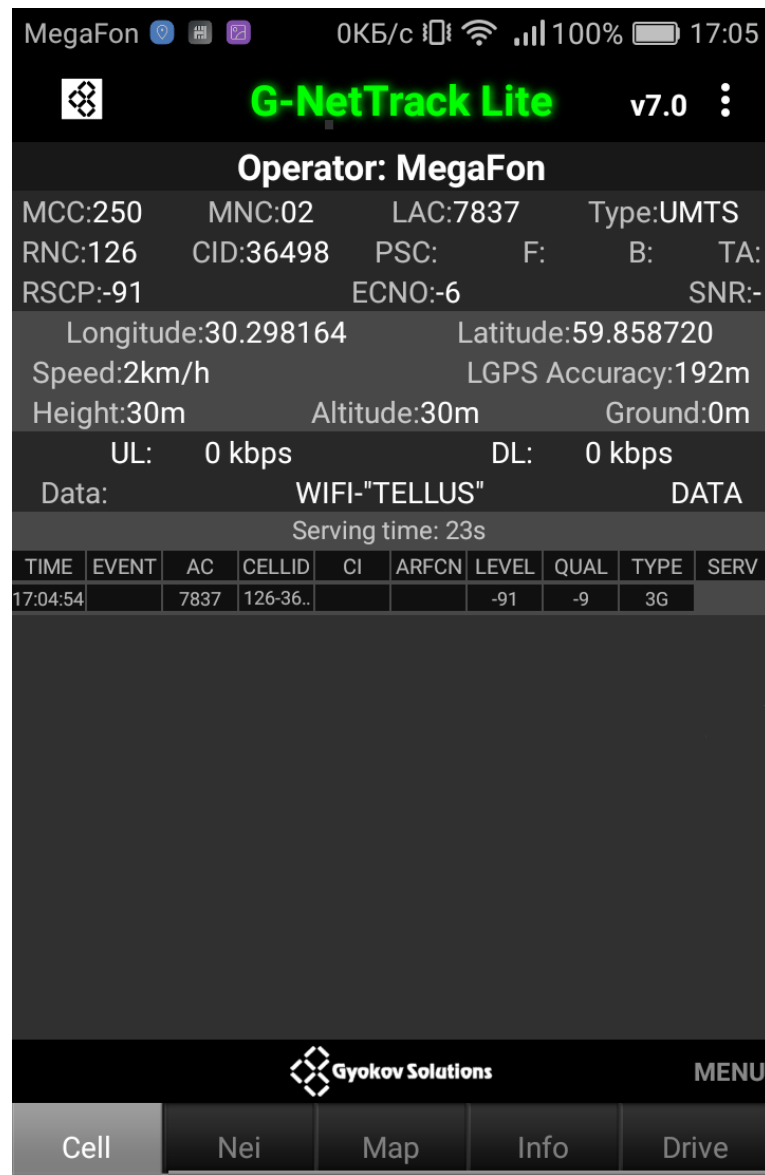 MegaFon 0КБ/с 100% 17:05
G-NetTrack Lite v7.0
Operator: MegaFon
MCC:250 MNC:02 LAC:7837 Type:UMTS
RNC:126 CID:36498 PSC: F: B: TA:
RSCP:-91 ECNO:-6 SNR:-
Longitude:30.298164 Latitude:59.858720
Speed:2km/h LGPS Accuracy:192m
Height:30m Altitude:30m Ground:0m
UL: 0 kbps DL: 0 kbps
Data: WIFI-"TELLUS" DATA
Serving time: 23s
TIME EVENT AC CELLID CI ARFCN LEVEL QUAL TYPE SERV
17:04:54 7837 126-36.. -91 -9 3G
Gyokov Solutions MENU
Cell Nei Map Info Drive